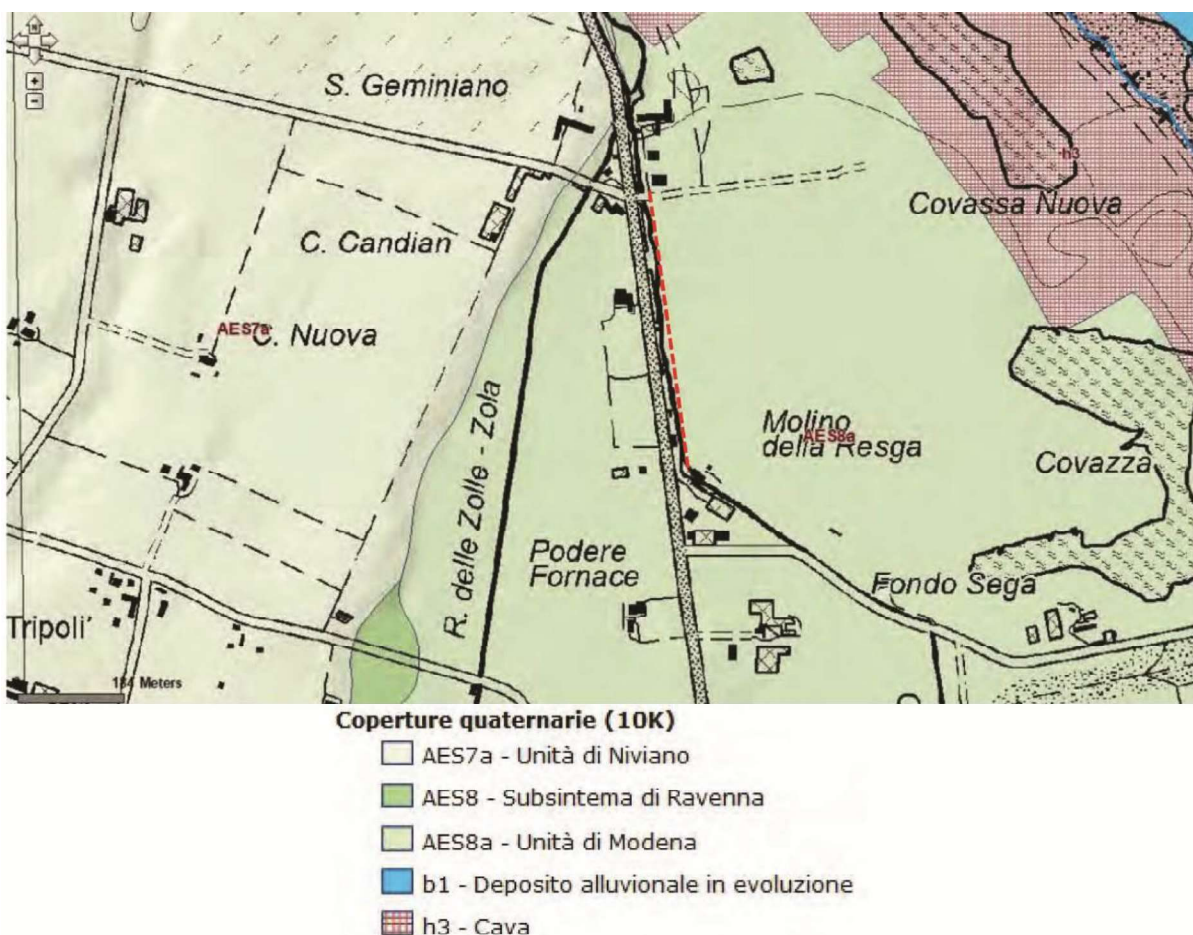 N
+
-
S. Geminiano
h3
Covassa Nuova
C. Candian
AES7a
C. Nuova
R. delle Zolle - Zola
Molino
della Resga
AES8a
Covazza
Podere
Fornace
Fondo Sega
Tripoli'
184 Meters
Coperture quaternarie (10K)
AES7a - Unità di Niviano
AES8 - Subsintema di Ravenna
AES8a - Unità di Modena
b1 - Deposito alluvionale in evoluzione
h3 - Cava